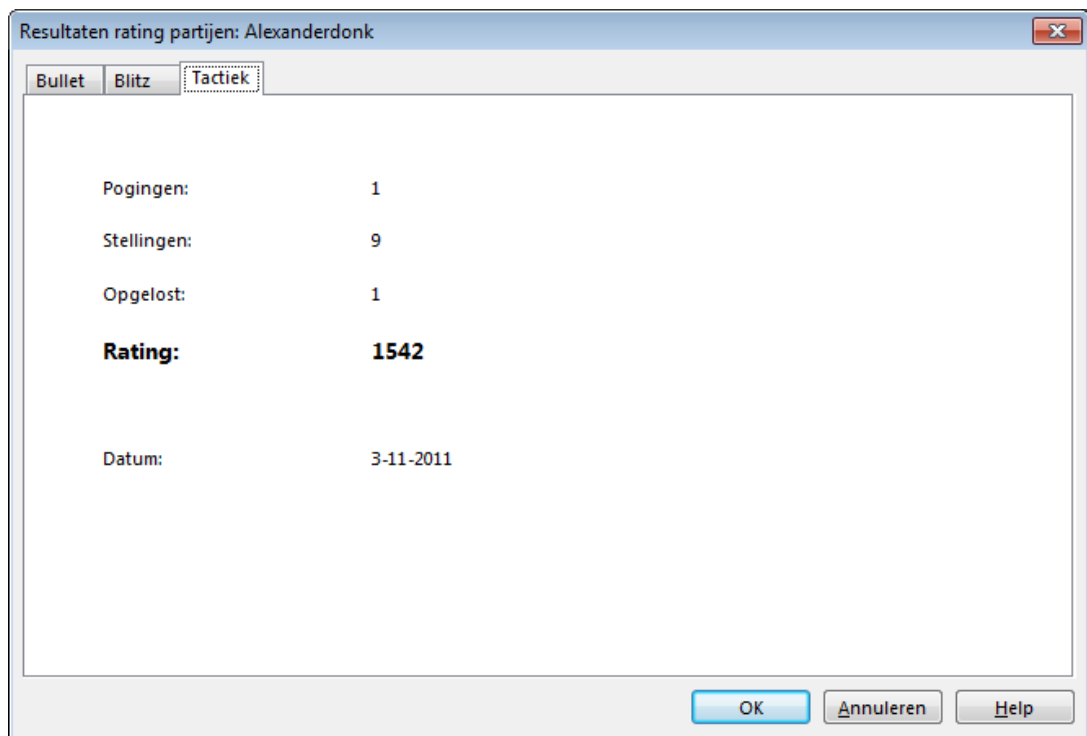 Resultaten rating partijen: Alexanderdonk
Bullet Blitz Tactiek
Pogingen: 1
Stellingen: 9
Opgelost: 1
Rating: 1542
Datum: 3-11-2011
OK Annuleren Help